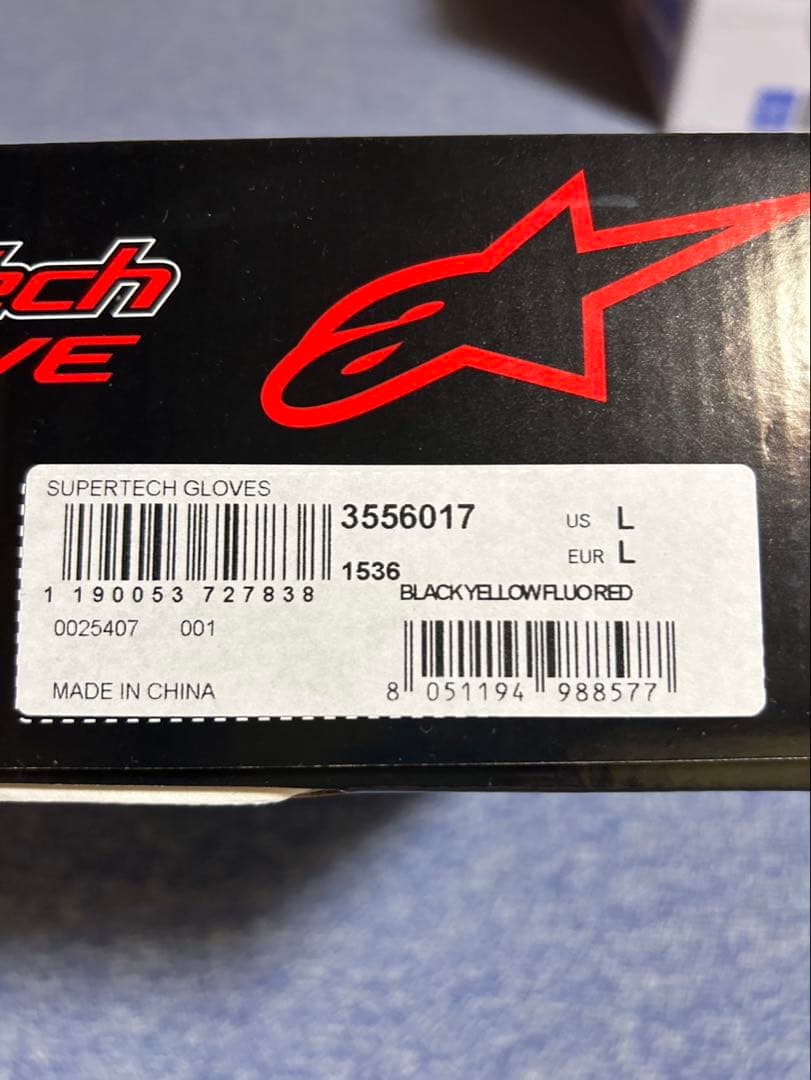 ech
VE
SUPERTECH GLOVES
3556017
US L
EUR L
1536
1 190053 727838
BLACKYELLOWFLUORED
0025407 001
MADE IN CHINA
8 051194 988577